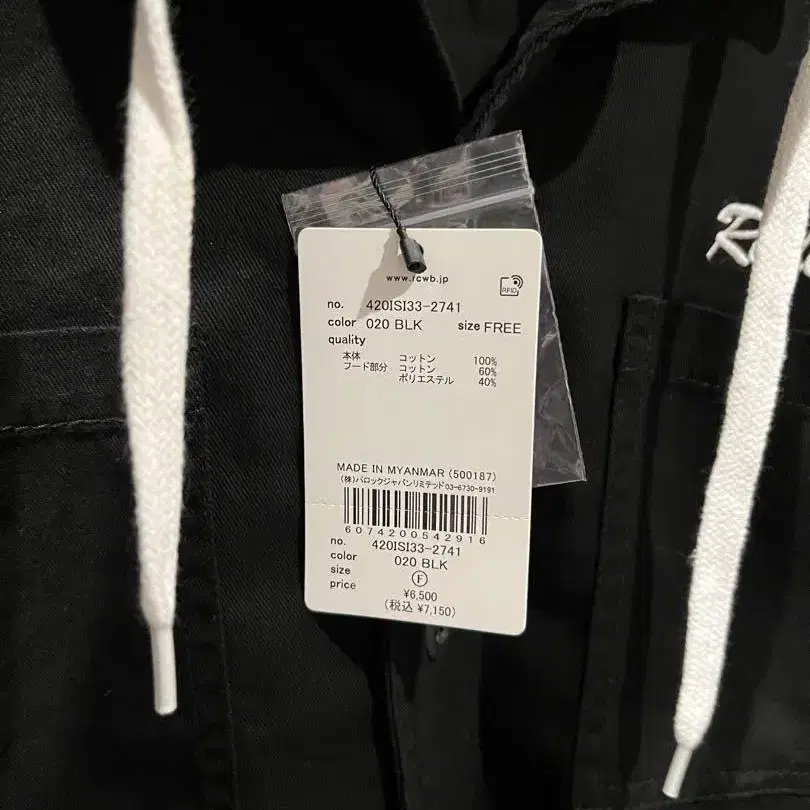 www.rcwb.jp
RFID
no. 420ISI33-2741
color 020 BLK size FREE
quality
本体 コットン 100%
フード部分 コットン 60%
ポリエステル 40%
MADE IN MYANMAR (500187)
(株)バロックジャパンリミテッド03-6730-9191
6074200542916
no. 420ISI33-2741
color 020 BLK
size F
price ¥6,500
(税込 ¥7,150)